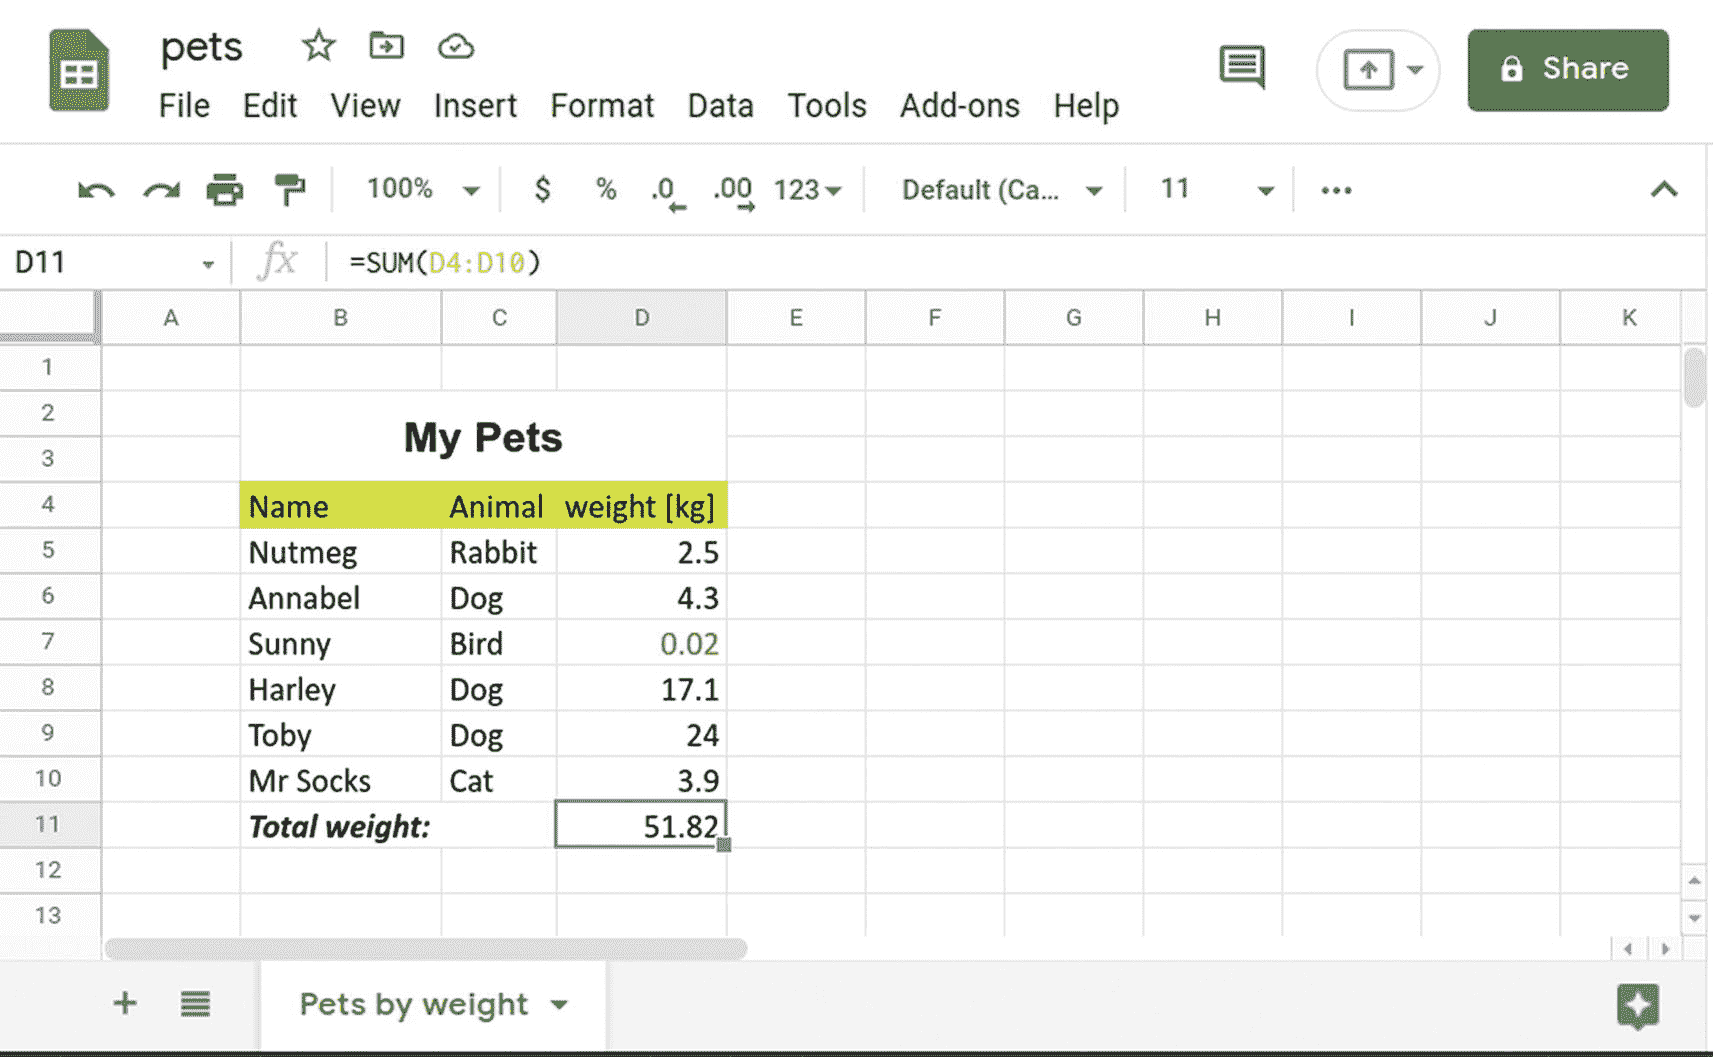 pets
File Edit View Insert Format Data Tools Add-ons Help
Share
100% $ % .0 .00 123 Default (Ca... 11 •••
D11 fx =SUM(D4:D10)
A B C D E F G H I J K
1
2
My Pets
3
4 Name Animal weight [kg]
5 Nutmeg Rabbit 2.5
6 Annabel Dog 4.3
7 Sunny Bird 0.02
8 Harley Dog 17.1
9 Toby Dog 24
10 Mr Socks Cat 3.9
11 Total weight: 51.82
12
13
Pets by weight